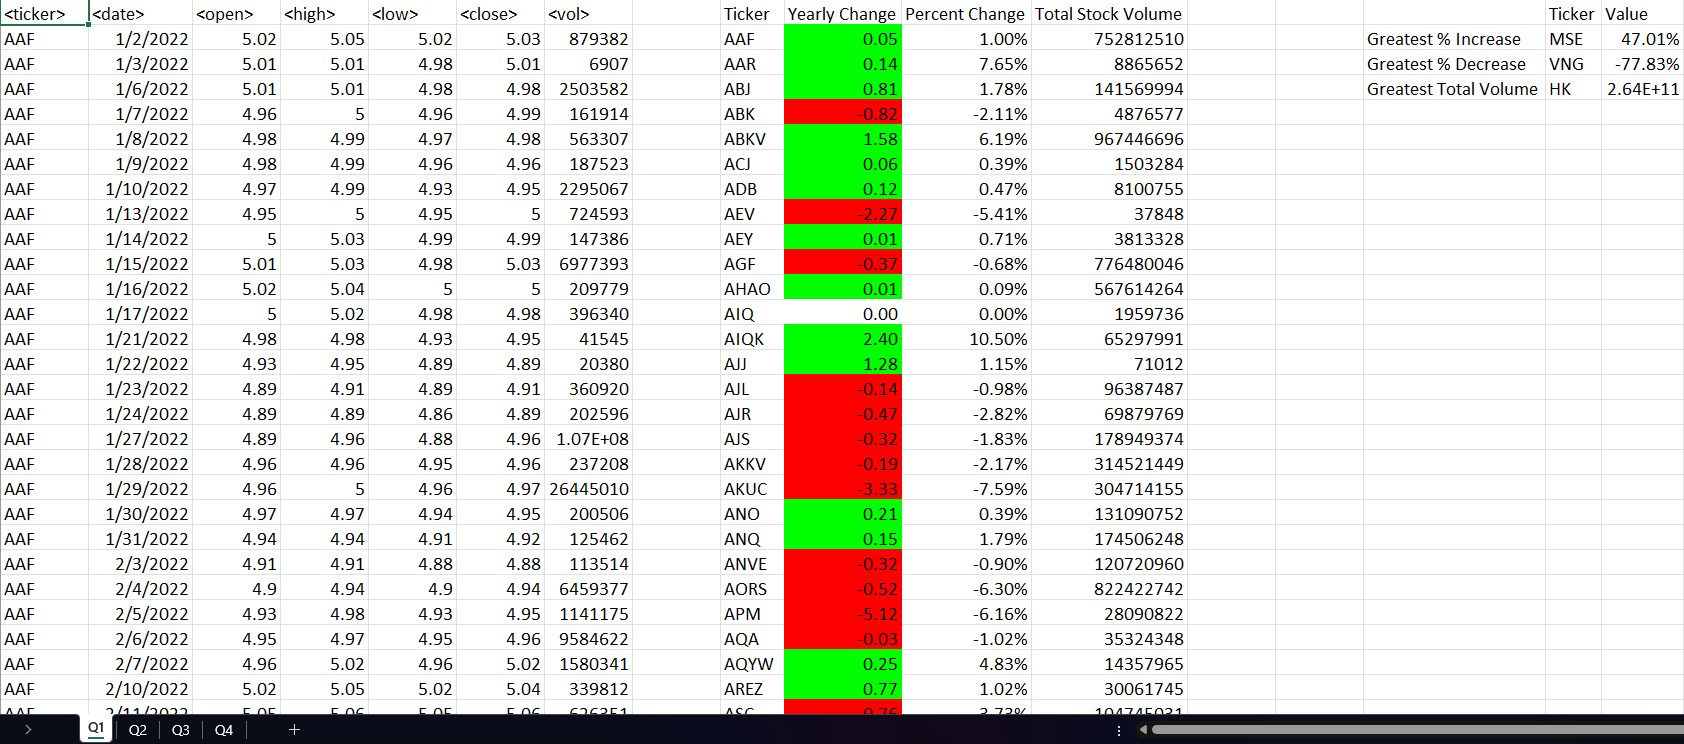 <ticker> <date> <open> <high> <low> <close> <vol> Ticker Yearly Change Percent Change Total Stock Volume Ticker Value
AAF 1/2/2022 5.02 5.05 5.02 5.03 879382 AAF 0.05 1.00% 752812510 Greatest % Increase MSE 47.01%
AAF 1/3/2022 5.01 5.01 4.98 5.01 6907 AAR 0.14 7.65% 8865652 Greatest % Decrease VNG -77.83%
AAF 1/6/2022 5.01 5.01 4.98 4.98 2503582 ABJ 0.81 1.78% 141569994 Greatest Total Volume HK 2.64E+11
AAF 1/7/2022 4.96 5 4.96 4.99 161914 ABK -0.82 -2.11% 4876577
AAF 1/8/2022 4.98 4.99 4.97 4.98 563307 ABKV 1.58 6.19% 967446696
AAF 1/9/2022 4.98 4.99 4.96 4.96 187523 ACJ 0.06 0.39% 1503284
AAF 1/10/2022 4.97 4.99 4.93 4.95 2295067 ADB 0.12 0.47% 8100755
AAF 1/13/2022 4.95 5 4.95 5 724593 AEV -2.27 -5.41% 37848
AAF 1/14/2022 5 5.03 4.99 4.99 147386 AEY 0.01 0.71% 3813328
AAF 1/15/2022 5.01 5.03 4.98 5.03 6977393 AGF -0.37 -0.68% 776480046
AAF 1/16/2022 5.02 5.04 5 5 209779 AHAO 0.01 0.09% 567614264
AAF 1/17/2022 5 5.02 4.98 4.98 396340 AIQ 0.00 0.00% 1959736
AAF 1/21/2022 4.98 4.98 4.93 4.95 41545 AIQK 2.40 10.50% 65297991
AAF 1/22/2022 4.93 4.95 4.89 4.89 20380 AJJ 1.28 1.15% 71012
AAF 1/23/2022 4.89 4.91 4.89 4.91 360920 AJL -0.14 -0.98% 96387487
AAF 1/24/2022 4.89 4.89 4.86 4.89 202596 AJR -0.47 -2.82% 69879769
AAF 1/27/2022 4.89 4.96 4.88 4.96 1.07E+08 AJS -0.32 -1.83% 178949374
AAF 1/28/2022 4.96 4.96 4.95 4.96 237208 AKKV -0.19 -2.17% 314521449
AAF 1/29/2022 4.96 5 4.96 4.97 26445010 AKUC -3.33 -7.59% 304714155
AAF 1/30/2022 4.97 4.97 4.94 4.95 200506 ANO 0.21 0.39% 131090752
AAF 1/31/2022 4.94 4.94 4.91 4.92 125462 ANQ 0.15 1.79% 174506248
AAF 2/3/2022 4.91 4.91 4.88 4.88 113514 ANVE -0.32 -0.90% 120720960
AAF 2/4/2022 4.9 4.94 4.9 4.94 6459377 AORS -0.52 -6.30% 822422742
AAF 2/5/2022 4.93 4.98 4.93 4.95 1141175 APM -5.12 -6.16% 28090822
AAF 2/6/2022 4.95 4.97 4.95 4.96 9584622 AQA -0.03 -1.02% 35324348
AAF 2/7/2022 4.96 5.02 4.96 5.02 1580341 AQYW 0.25 4.83% 14357965
AAF 2/10/2022 5.02 5.05 5.02 5.04 339812 AREZ 0.77 1.02% 30061745
Q1 Q2 Q3 Q4